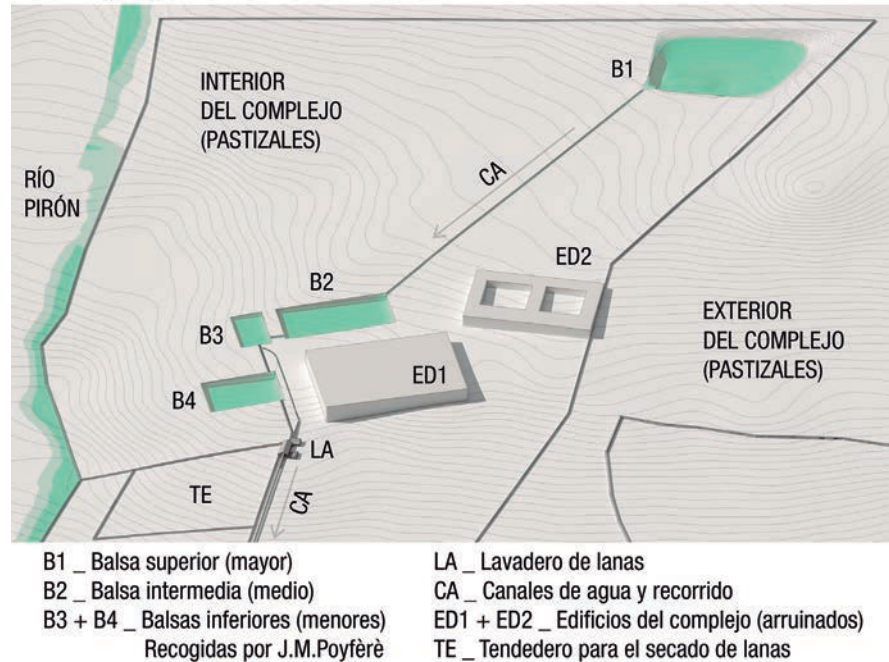 B1
INTERIOR
DEL COMPLEJO
(PASTIZALES)
RÍO
PIRÓN
CA
ED2
B2
EXTERIOR
DEL COMPLEJO
(PASTIZALES)
B3
ED1
B4
LA
TE
CA
B1 _ Balsa superior (mayor)
B2 _ Balsa intermedia (medio)
B3 + B4 _ Balsas inferiores (menores)
Recogidas por J.M.Poyfèrè
LA _ Lavadero de lanas
CA _ Canales de agua y recorrido
ED1 + ED2 _ Edificios del complejo (arruinados)
TE _ Tendedero para el secado de lanas